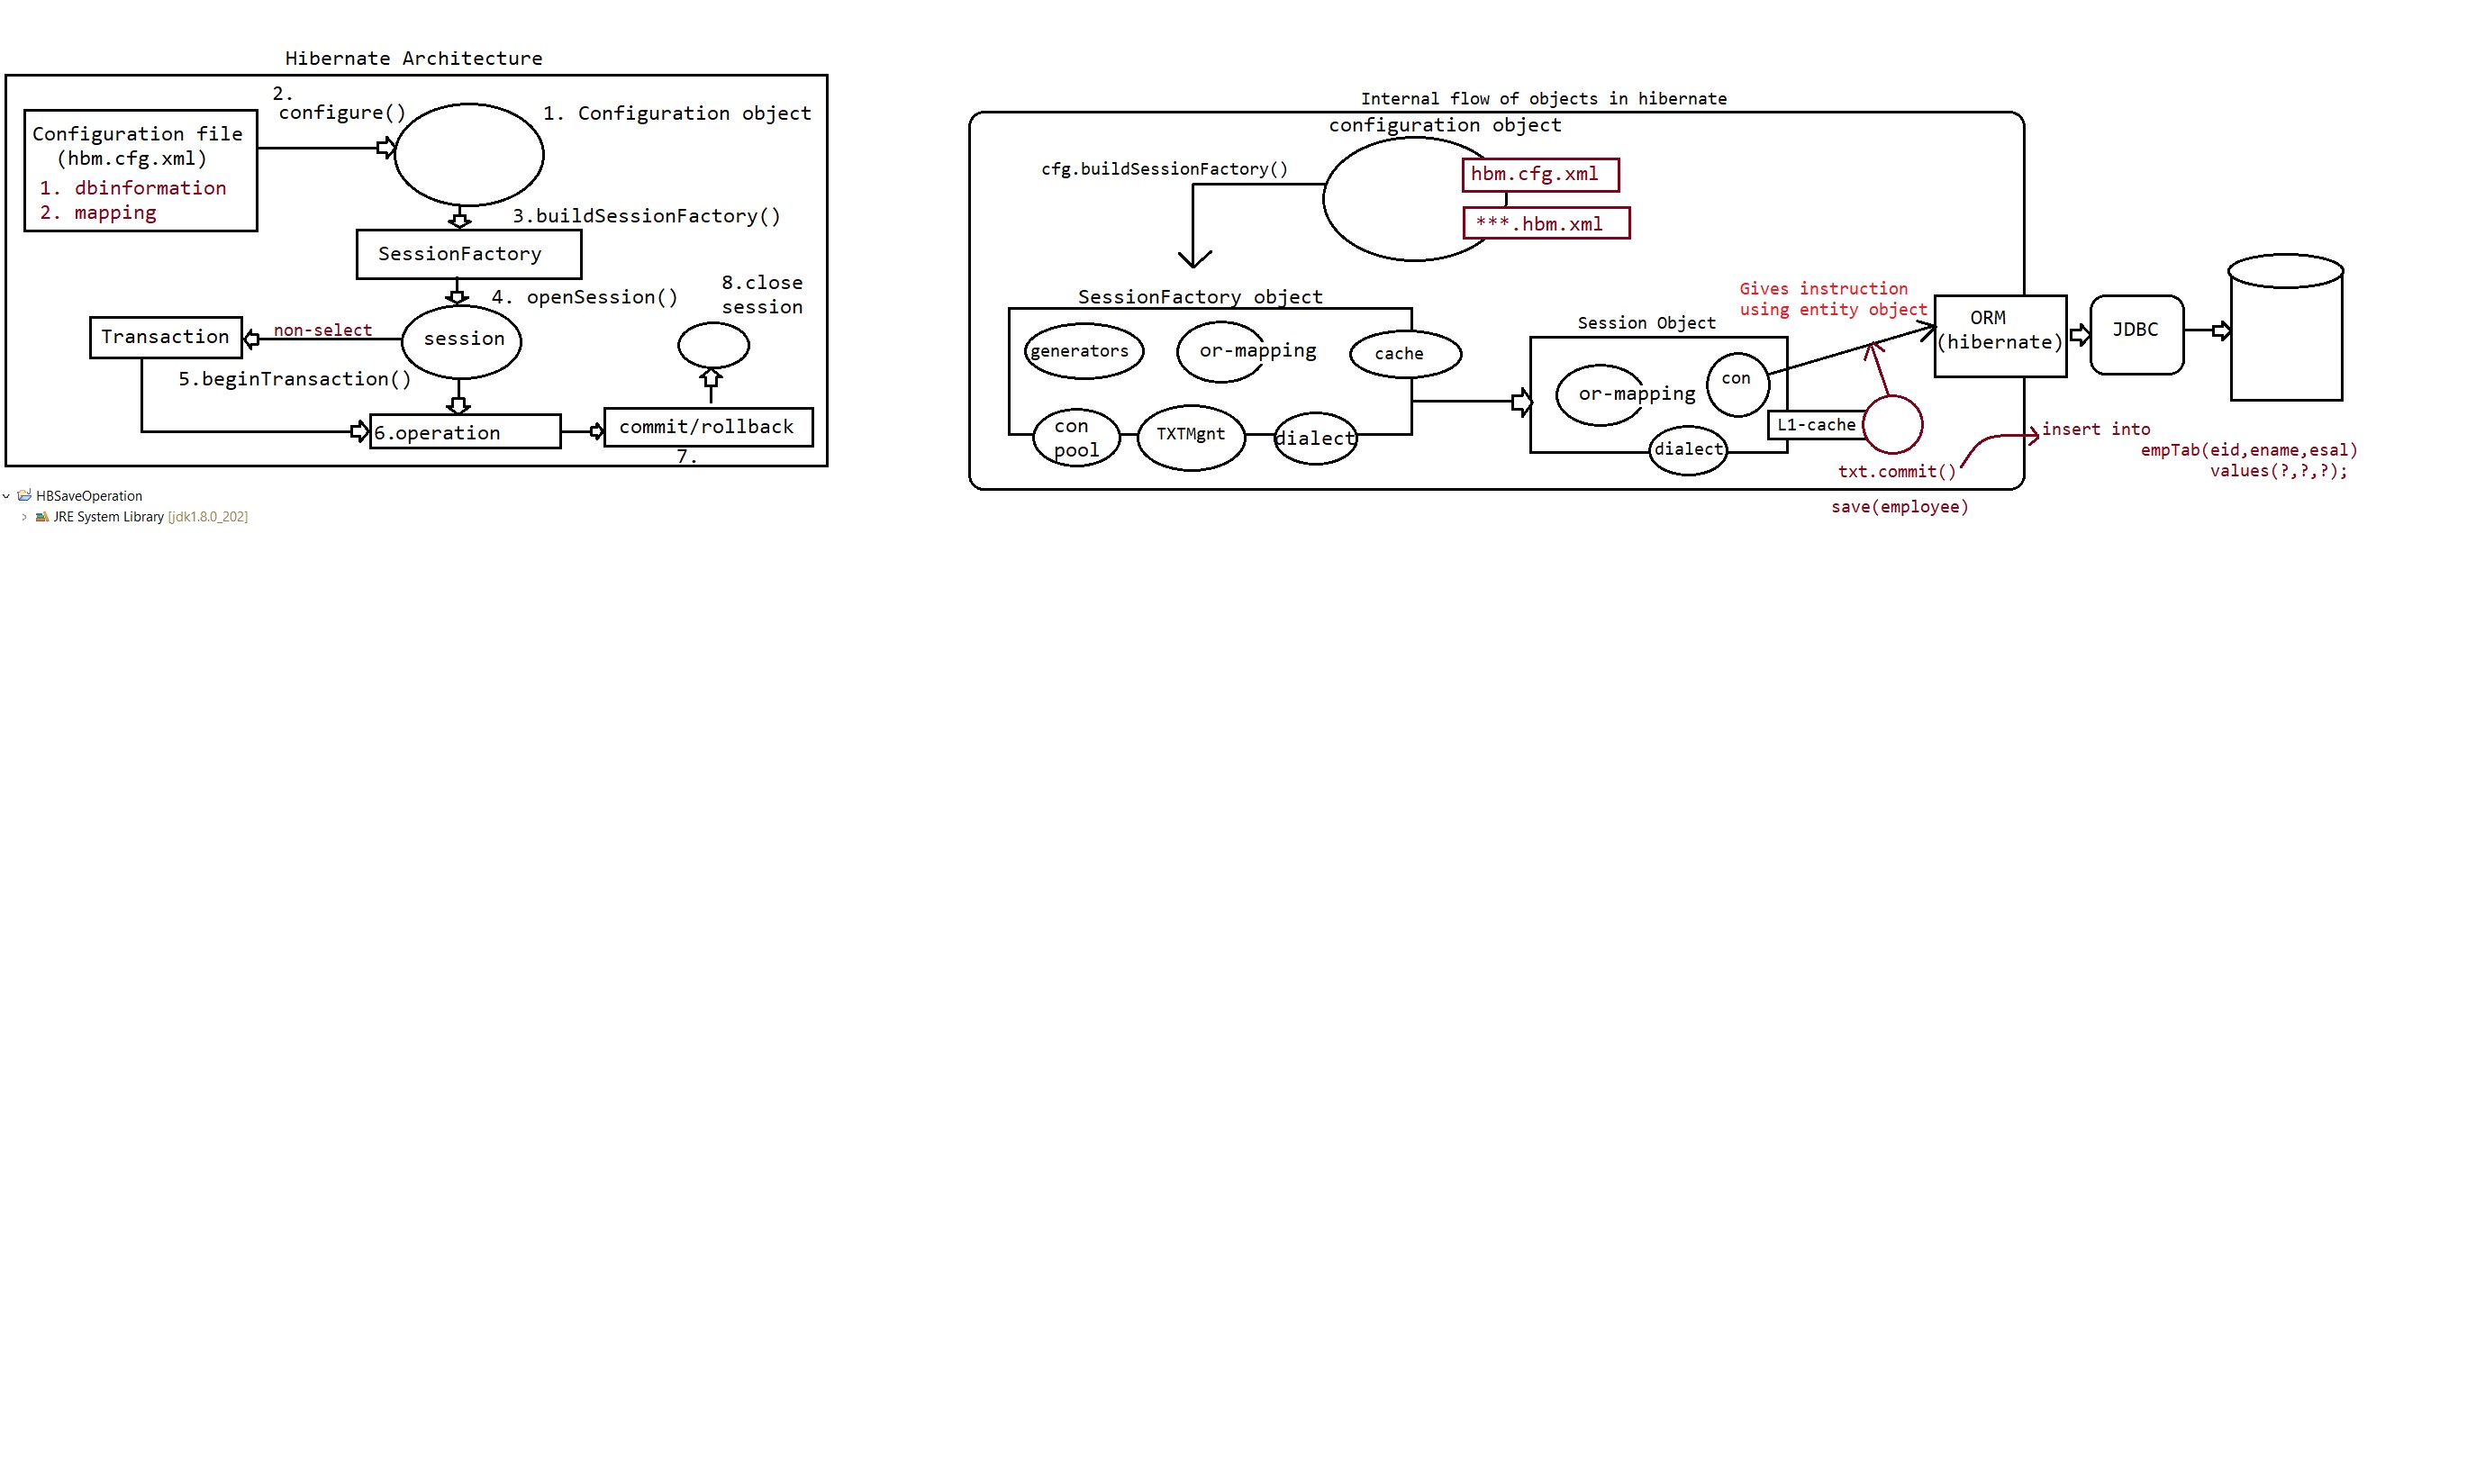 Hibernate Architecture
2.
configure()
1. Configuration object
Configuration file
(hbm.cfg.xml)
1. dbinformation
2. mapping
3.buildSessionFactory()
SessionFactory
4. openSession()
8.close
session
Transaction
non-select
session
5.beginTransaction()
6.operation
commit/rollback
7.
HBSaveOperation
JRE System Library [jdk1.8.0_202]
Internal flow of objects in hibernate
configuration object
cfg.buildSessionFactory()
hbm.cfg.xml
***.hbm.xml
SessionFactory object
generators
or-mapping
cache
con
pool
TXTMgnt
dialect
Session Object
or-mapping
con
dialect
L1-cache
Gives instruction
using entity object
ORM
(hibernate)
JDBC
txt.commit()
save(employee)
insert into
empTab(eid,ename,esal)
values(?,?,?);